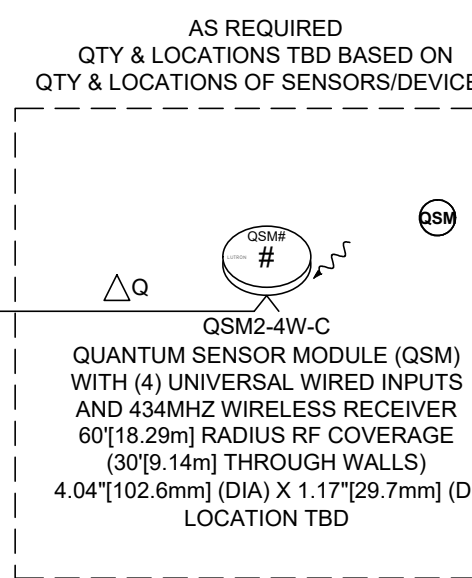 AS REQUIRED
QTY & LOCATIONS TBD BASED ON
QTY & LOCATIONS OF SENSORS/DEVICE
QSM
QSM#
LUTRON
#
Q
QSM2-4W-C
QUANTUM SENSOR MODULE (QSM)
WITH (4) UNIVERSAL WIRED INPUTS
AND 434MHZ WIRELESS RECEIVER
60'[18.29m] RADIUS RF COVERAGE
(30'[9.14m] THROUGH WALLS)
4.04"[102.6mm] (DIA) X 1.17"[29.7mm] (D
LOCATION TBD